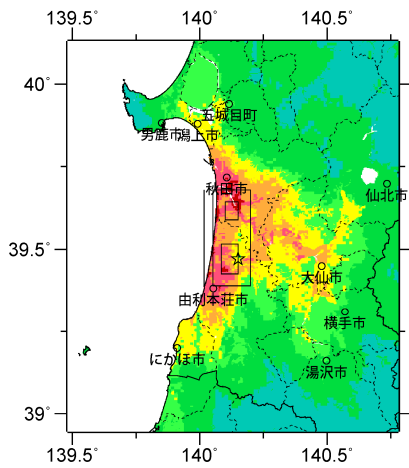 139.5° 140° 140.5°
40°
五城目町
男鹿市
潟上市
秋田市
仙北市
39.5°
大仙市
由利本荘市
横手市
にかほ市
湯沢市
39°
139.5° 140° 140.5°